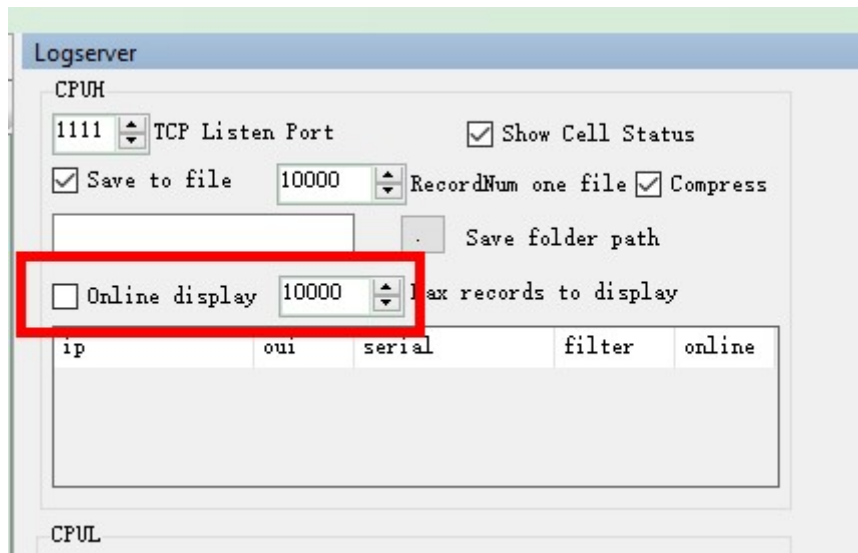 Logserver
CPUH
1111 TCP Listen Port Show Cell Status
Save to file 10000 RecordNum one file Compress
. Save folder path
Online display 10000 ax records to display
ip oui serial filter online
CPUL